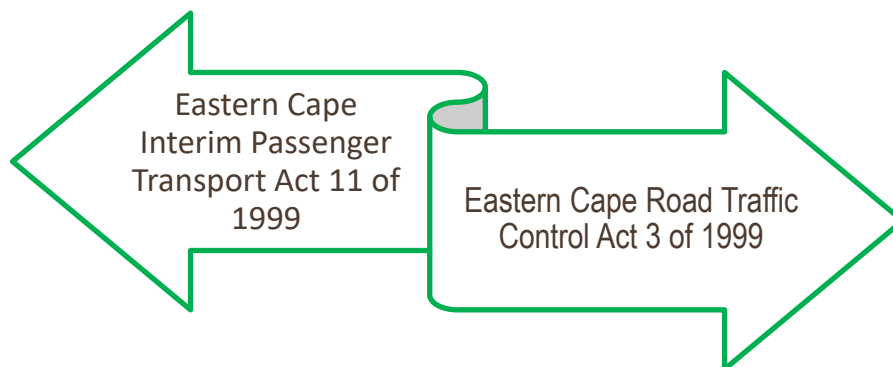 Eastern Cape
Interim Passenger
Transport Act 11 of
1999
Eastern Cape Road Traffic
Control Act 3 of 1999